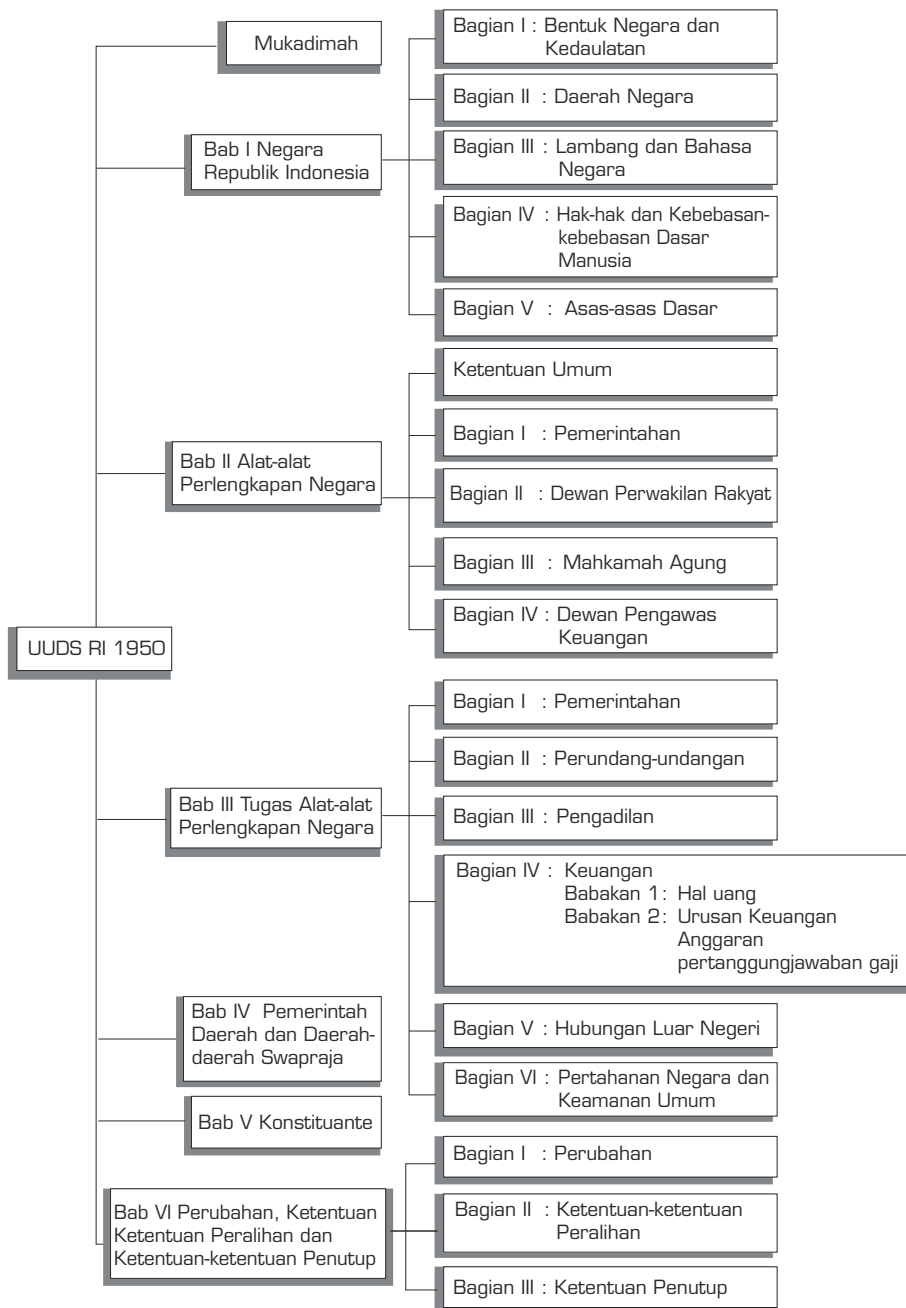 UUDS RI 1950
Mukadimah
Bab I Negara
Republik Indonesia
Bagian I : Bentuk Negara dan
Kedaulatan
Bagian II : Daerah Negara
Bagian III : Lambang dan Bahasa
Negara
Bagian IV : Hak-hak dan Kebebasan-
kebebasan Dasar
Manusia
Bagian V : Asas-asas Dasar
Bab II Alat-alat
Perlengkapan Negara
Ketentuan Umum
Bagian I : Pemerintahan
Bagian II : Dewan Perwakilan Rakyat
Bagian III : Mahkamah Agung
Bagian IV : Dewan Pengawas
Keuangan
Bab III Tugas Alat-alat
Perlengkapan Negara
Bagian I : Pemerintahan
Bagian II : Perundang-undangan
Bagian III : Pengadilan
Bagian IV : Keuangan
Babakan 1: Hal uang
Babakan 2: Urusan Keuangan
Anggaran
pertanggungjawaban gaji
Bagian V : Hubungan Luar Negeri
Bagian VI : Pertahanan Negara dan
Keamanan Umum
Bab IV Pemerintah
Daerah dan Daerah-
daerah Swapraja
Bab V Konstituante
Bab VI Perubahan, Ketentuan
Ketentuan Peralihan dan
Ketentuan-ketentuan Penutup
Bagian I : Perubahan
Bagian II : Ketentuan-ketentuan
Peralihan
Bagian III : Ketentuan Penutup